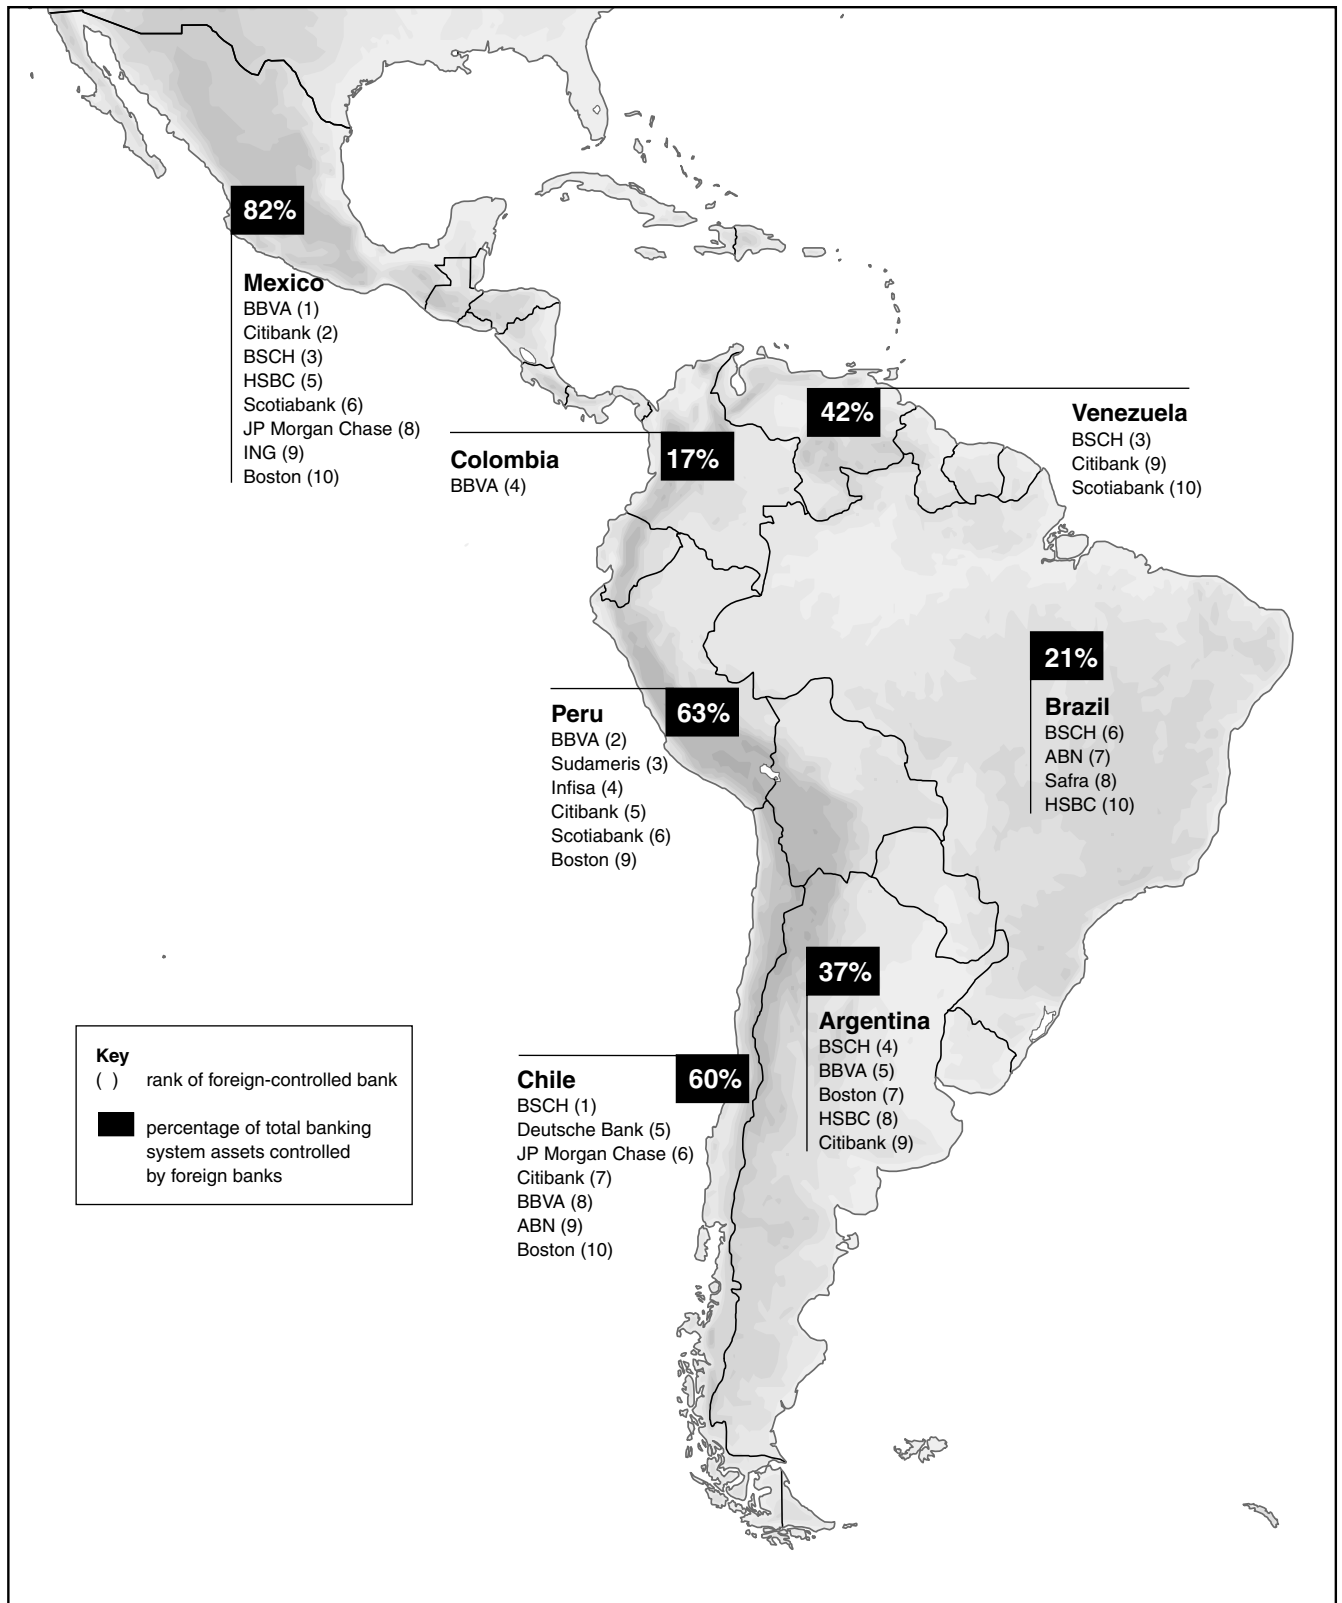 82%
Mexico
BBVA (1)
Citibank (2)
BSCH (3)
HSBC (5)
Scotiabank (6)
JP Morgan Chase (8)
ING (9)
Boston (10)
42%
Venezuela
BSCH (3)
Citibank (9)
Scotiabank (10)
17%
Colombia
BBVA (4)
21%
Brazil
BSCH (6)
ABN (7)
Safra (8)
HSBC (10)
63%
Peru
BBVA (2)
Sudameris (3)
Infisa (4)
Citibank (5)
Scotiabank (6)
Boston (9)
37%
Argentina
BSCH (4)
BBVA (5)
Boston (7)
HSBC (8)
Citibank (9)
60%
Chile
BSCH (1)
Deutsche Bank (5)
JP Morgan Chase (6)
Citibank (7)
BBVA (8)
ABN (9)
Boston (10)
Key
( ) rank of foreign-controlled bank
percentage of total banking
system assets controlled
by foreign banks